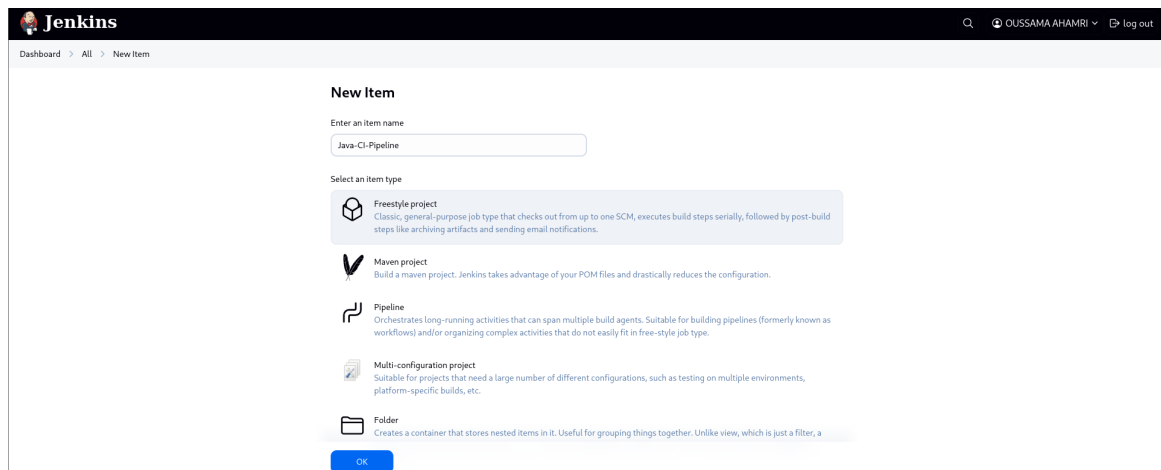 Jenkins
OUSSAMA AHAMRI
log out
Dashboard > All > New Item
New Item
Enter an item name
Java-CI-Pipeline
Select an item type
Freestyle project
Classic, general-purpose job type that checks out from up to one SCM, executes build steps serially, followed by post-build
steps like archiving artifacts and sending email notifications.
Maven project
Build a maven project. Jenkins takes advantage of your POM files and drastically reduces the configuration.
Pipeline
Orchestrates long-running activities that can span multiple build agents. Suitable for building pipelines (formerly known as
workflows) and/or organizing complex activities that do not easily fit in free-style job type.
Multi-configuration project
Suitable for projects that need a large number of different configurations, such as testing on multiple environments,
platform-specific builds, etc.
Folder
Creates a container that stores nested items in it. Useful for grouping things together. Unlike view, which is just a filter, a
OK